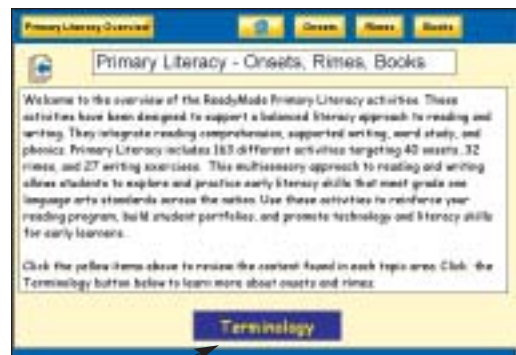 Primary Literacy Overview Onsets Rimes Books
Primary Literacy - Onsets, Rimes, Books
Welcome to the overview of the ReadyMade Primary Literacy activities. These
activities have been designed to support a balanced literacy approach to reading and
writing. They integrate reading comprehension, supported writing, word study, and
phonics. Primary Literacy includes 163 different activities targeting 40 onsets, 32
rimes, and 27 writing exercises. This multisensory approach to reading and writing
allows students to explore and practice early literacy skills that meet grade one
language arts standards across the nation. Use these activities to reinforce your
reading program, build student portfolios, and promote technology and literacy skills
for early learners.
Click the yellow items above to review the content found in each topic area. Click the
Terminology button below to learn more about onsets and rimes.
Terminology